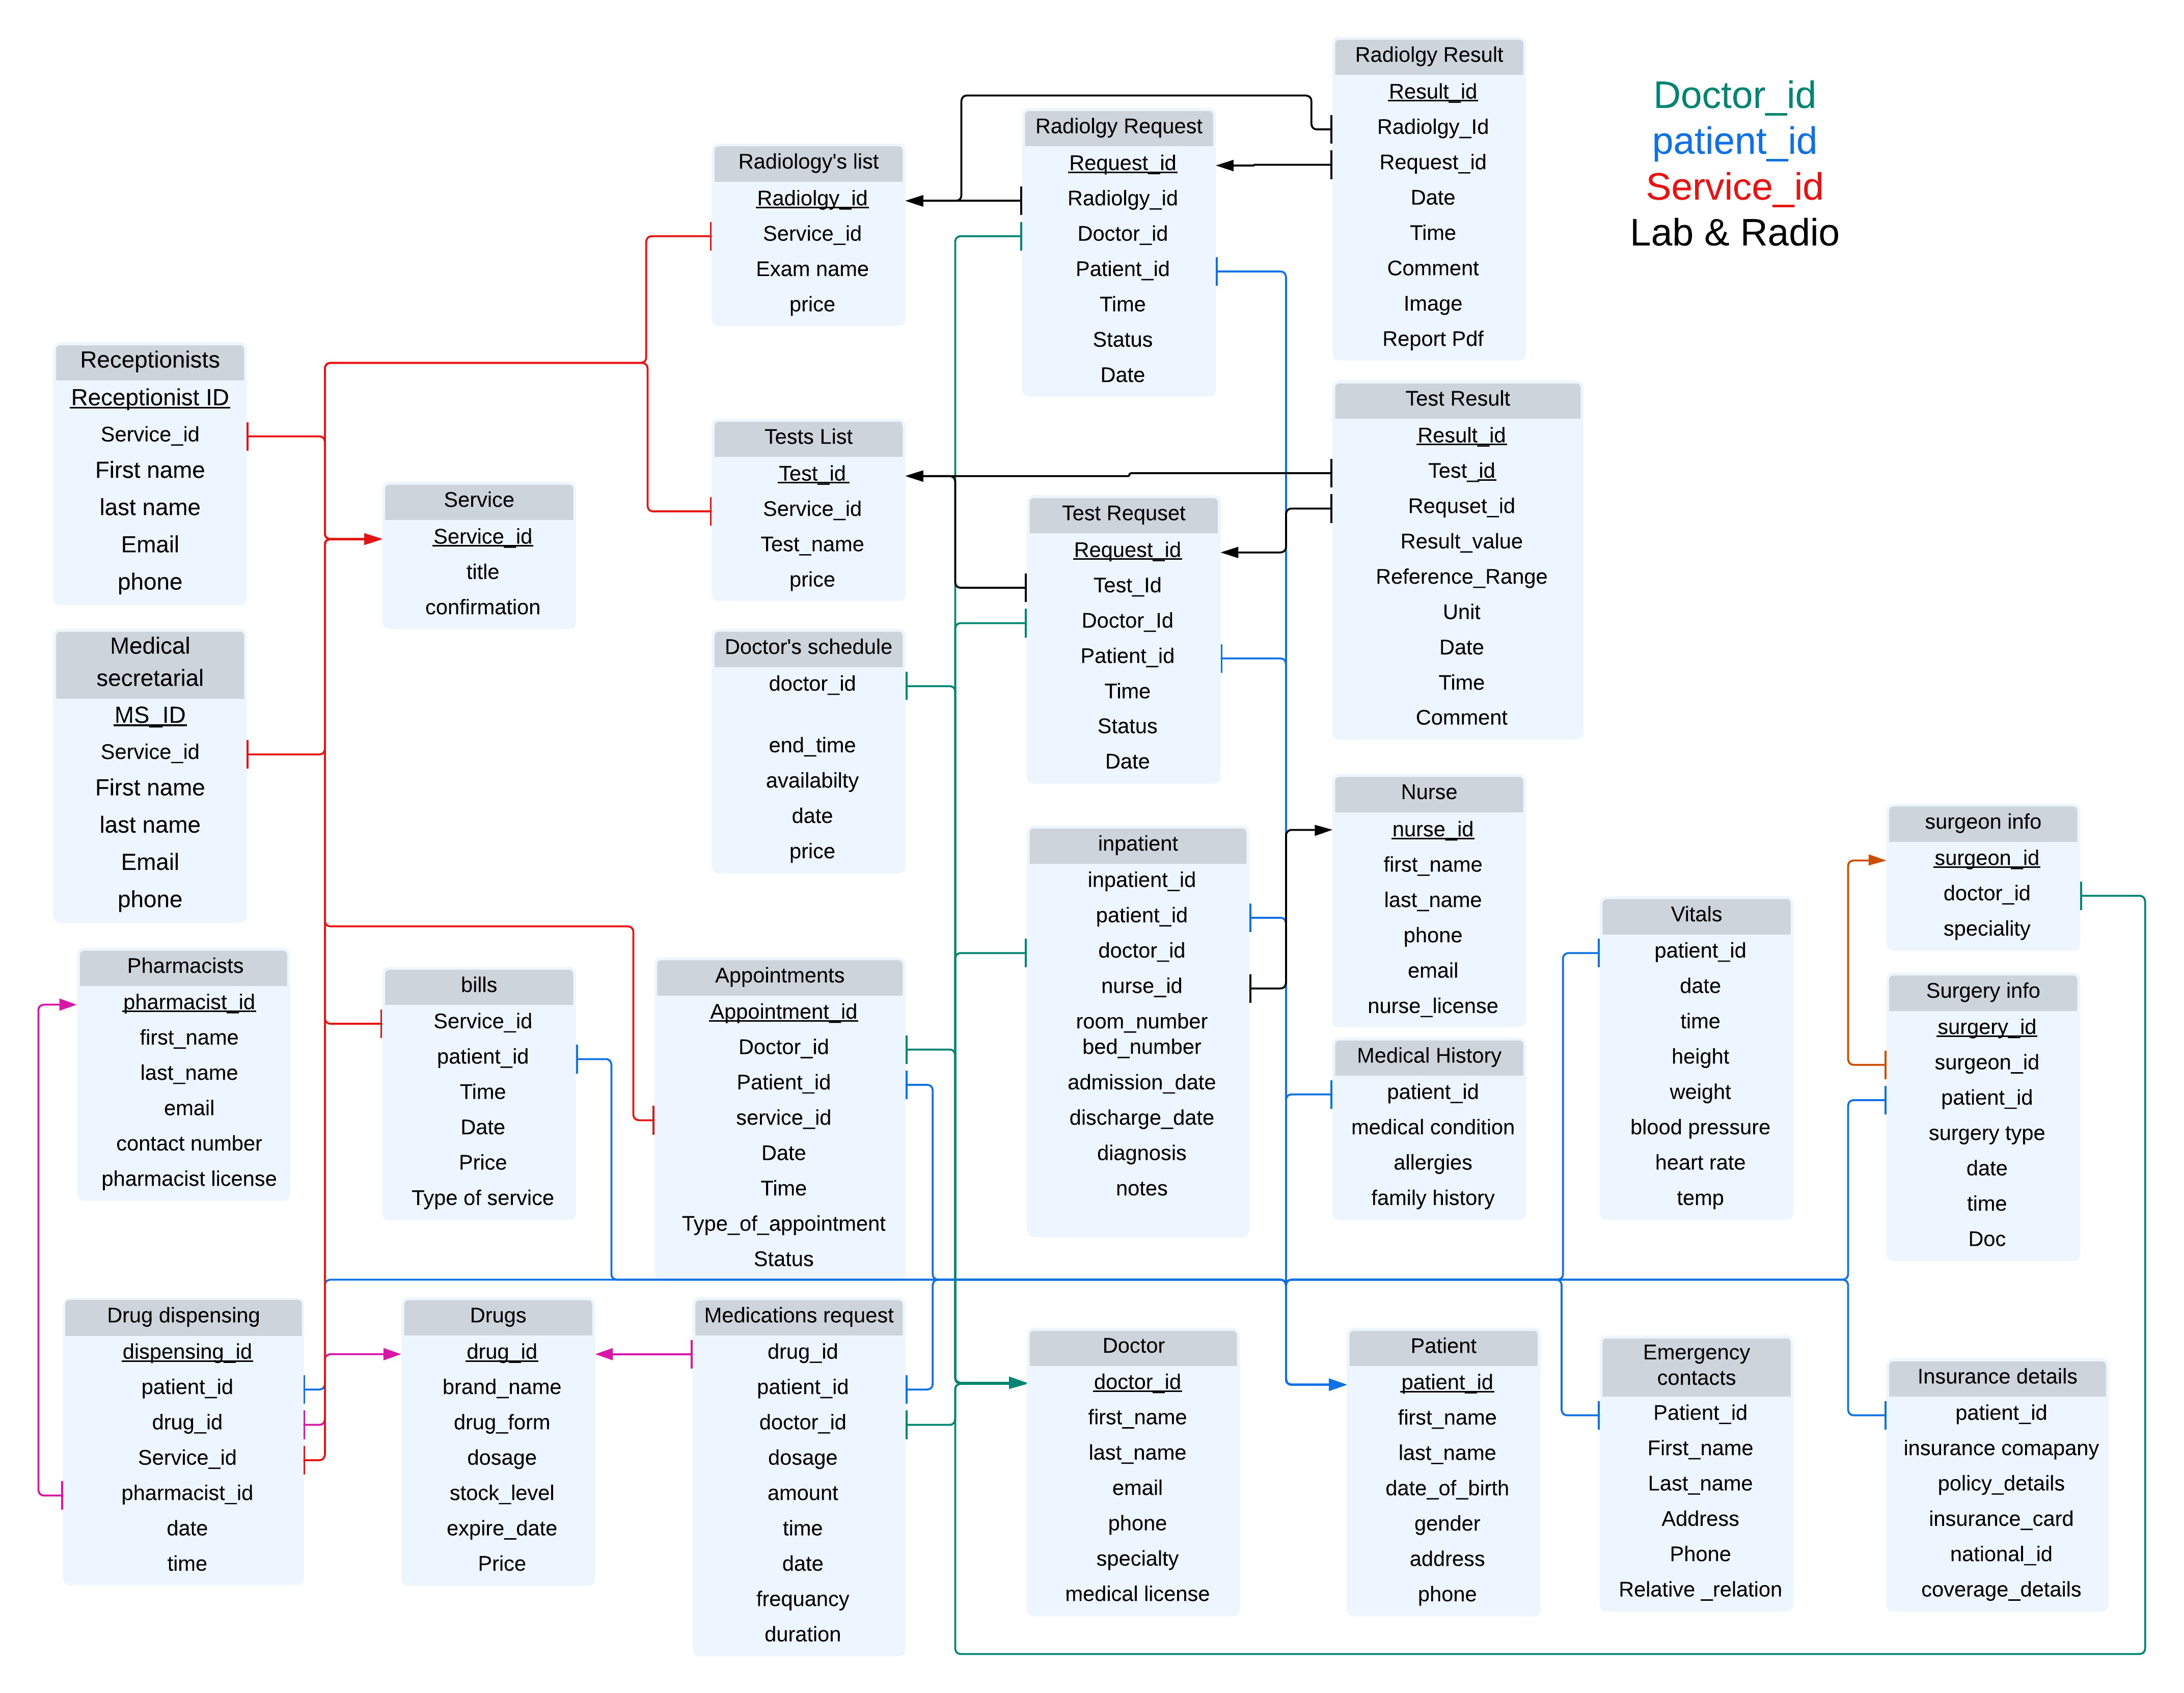 Radiolgy Result
Result_id
Radiolgy_Id
Request_id
Date
Time
Comment
Image
Report Pdf
Doctor_id
patient_id
Service_id
Lab & Radio
Radiolgy Request
Request_id
Radiolgy_id
Doctor_id
Patient_id
Time
Status
Date
Radiology's list
Radiolgy_id
Service_id
Exam name
price
Receptionists
Receptionist ID
Service_id
First name
last name
Email
phone
Service
Service_id
title
confirmation
Tests List
Test_id
Service_id
Test_name
price
Test Result
Result_id
Test_id
Requset_id
Result_value
Reference_Range
Unit
Date
Time
Comment
Test Requset
Request_id
Test_Id
Doctor_Id
Patient_id
Time
Status
Date
Medical
secretarial
MS_ID
Service_id
First name
last name
Email
phone
Doctor's schedule
doctor_id
end_time
availabilty
date
price
Nurse
nurse_id
first_name
last_name
phone
email
nurse_license
inpatient
inpatient_id
patient_id
doctor_id
nurse_id
room_number
bed_number
admission_date
discharge_date
diagnosis
notes
surgeon info
surgeon_id
doctor_id
speciality
Vitals
patient_id
date
time
height
weight
blood pressure
heart rate
temp
Surgery info
surgery_id
surgeon_id
patient_id
surgery type
date
time
Doc
Pharmacists
pharmacist_id
first_name
last_name
email
contact number
pharmacist license
bills
Service_id
patient_id
Time
Date
Price
Type of service
Appointments
Appointment_id
Doctor_id
Patient_id
service_id
Date
Time
Type_of_appointment
Status
Medical History
patient_id
medical condition
allergies
family history
Drug dispensing
dispensing_id
patient_id
drug_id
Service_id
pharmacist_id
date
time
Drugs
drug_id
brand_name
drug_form
dosage
stock_level
expire_date
Price
Medications request
drug_id
patient_id
doctor_id
dosage
amount
time
date
frequancy
duration
Doctor
doctor_id
first_name
last_name
email
phone
specialty
medical license
Patient
patient_id
first_name
last_name
date_of_birth
gender
address
phone
Emergency
contacts
Patient_id
First_name
Last_name
Address
Phone
Relative _relation
Insurance details
patient_id
insurance comapany
policy_details
insurance_card
national_id
coverage_details